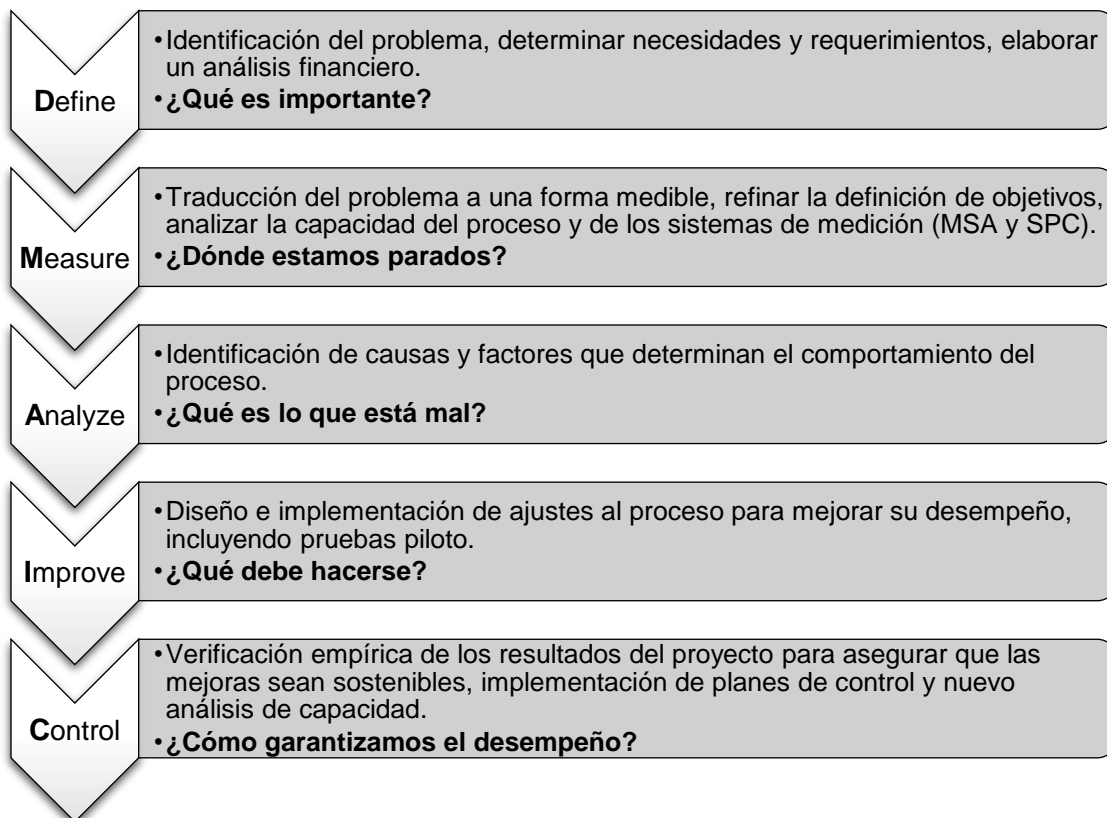 •Identificación del problema, determinar necesidades y requerimientos, elaborar
un análisis financiero.
Define
•¿Qué es importante?
•Traducción del problema a una forma medible, refinar la definición de objetivos,
analizar la capacidad del proceso y de los sistemas de medición (MSA y SPC).
Measure
•¿Dónde estamos parados?
•Identificación de causas y factores que determinan el comportamiento del
proceso.
Analyze
•¿Qué es lo que está mal?
•Diseño e implementación de ajustes al proceso para mejorar su desempeño,
incluyendo pruebas piloto.
Improve
•¿Qué debe hacerse?
•Verificación empírica de los resultados del proyecto para asegurar que las
mejoras sean sostenibles, implementación de planes de control y nuevo
análisis de capacidad.
Control
•¿Cómo garantizamos el desempeño?